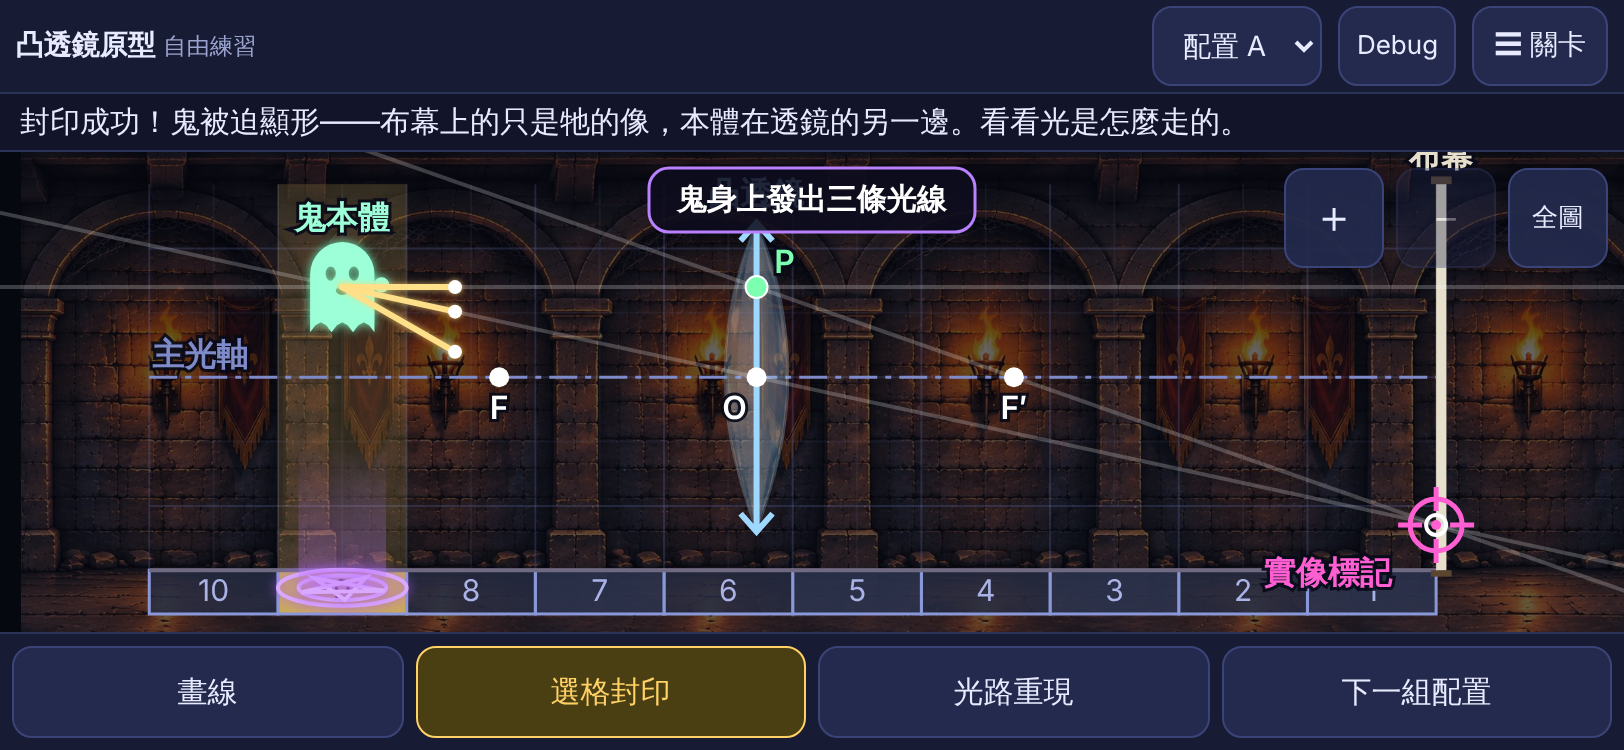 凸透鏡原型 自由練習
配置 A
Debug
☰ 關卡
封印成功！鬼被迫顯形——布幕上的只是牠的像，本體在透鏡的另一邊。看看光是怎麼走的。
布幕
鬼身上發出三條光線
+
−
全圖
鬼本體
P
主光軸
F
O
F′
實像標記
10
8
7
6
5
4
3
2
1
畫線
選格封印
光路重現
下一組配置